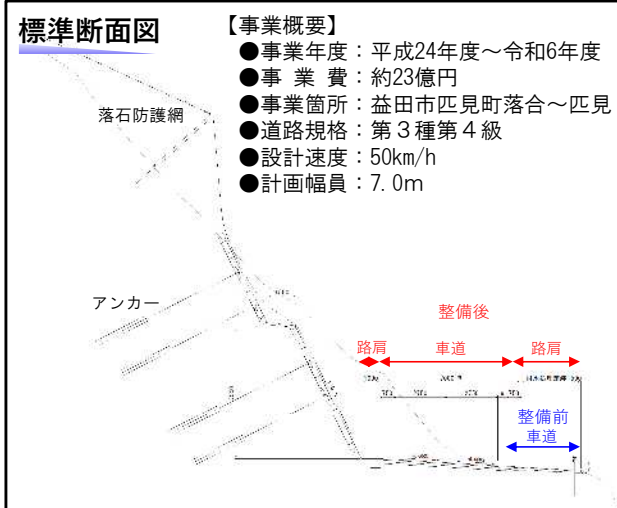 標準断面図
【事業概要】
●事業年度：平成24年度～令和6年度
●事 業 費：約23億円
●事業箇所：益田市匹見町落合～匹見
●道路規格：第３種第４級
●設計速度：50km/h
●計画幅員：7.0m
落石防護網
アンカー
整備後
路肩 車道 路肩
整備前
車道